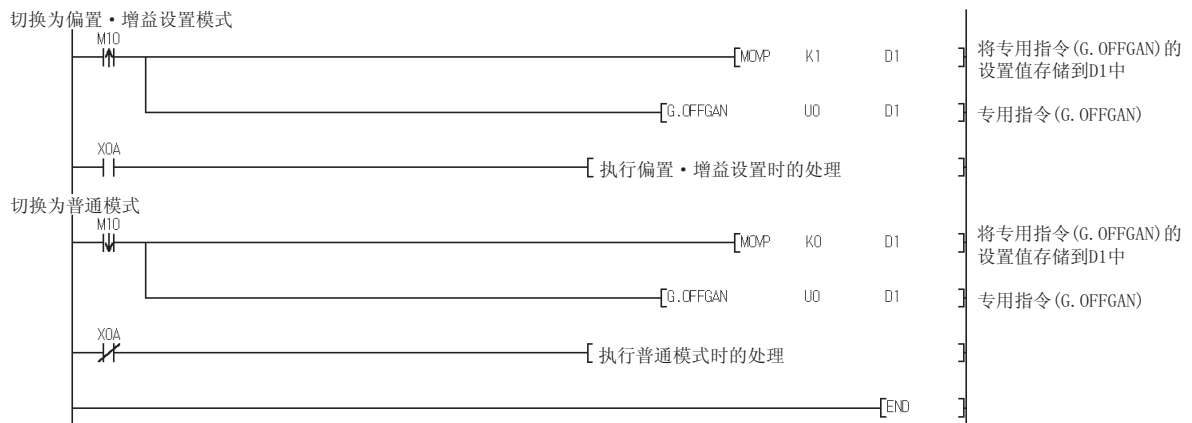 切换为偏置・增益设置模式
M10
MOVP K1 D1
将专用指令(G.OFFGAN)的
设置值存储到D1中
G.OFFGAN U0 D1
专用指令(G.OFFGAN)
X0A
执行偏置・增益设置时的处理
切换为普通模式
M10
MOVP K0 D1
将专用指令(G.OFFGAN)的
设置值存储到D1中
G.OFFGAN U0 D1
专用指令(G.OFFGAN)
X0A
执行普通模式时的处理
END